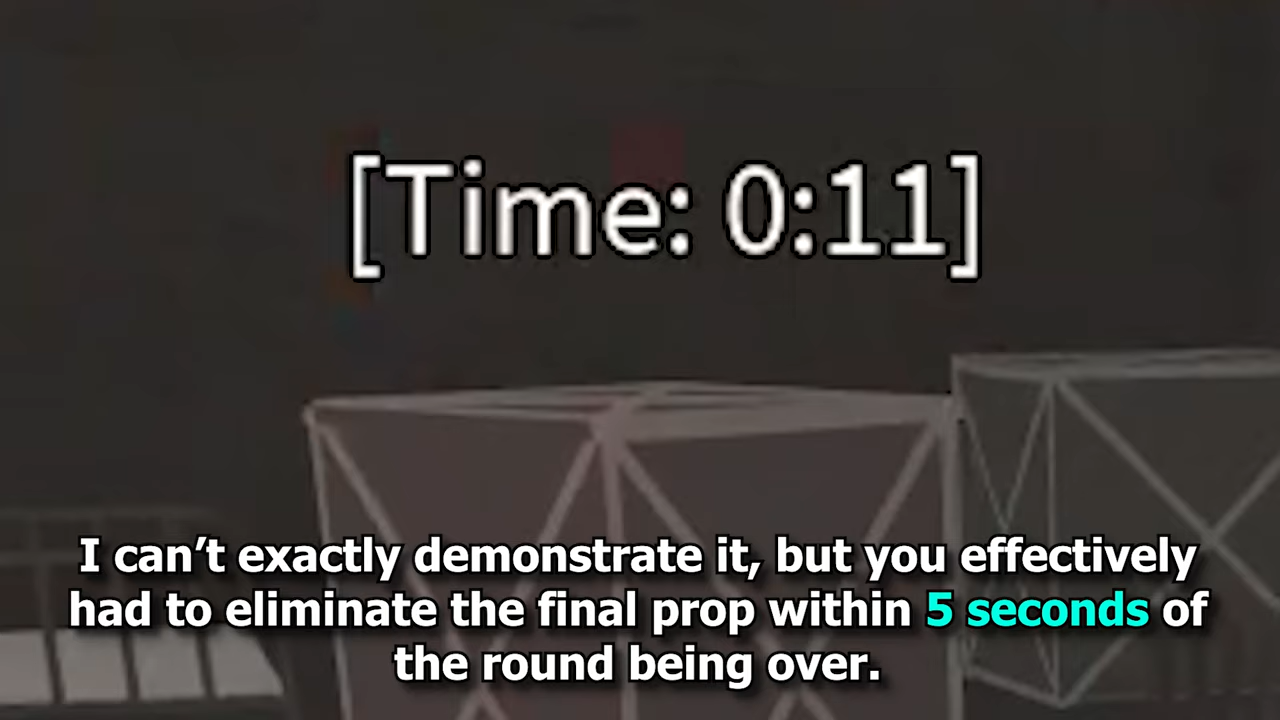 [Time: 0:11]
I can’t exactly demonstrate it, but you effectively
had to eliminate the final prop within 5 seconds of
the round being over.